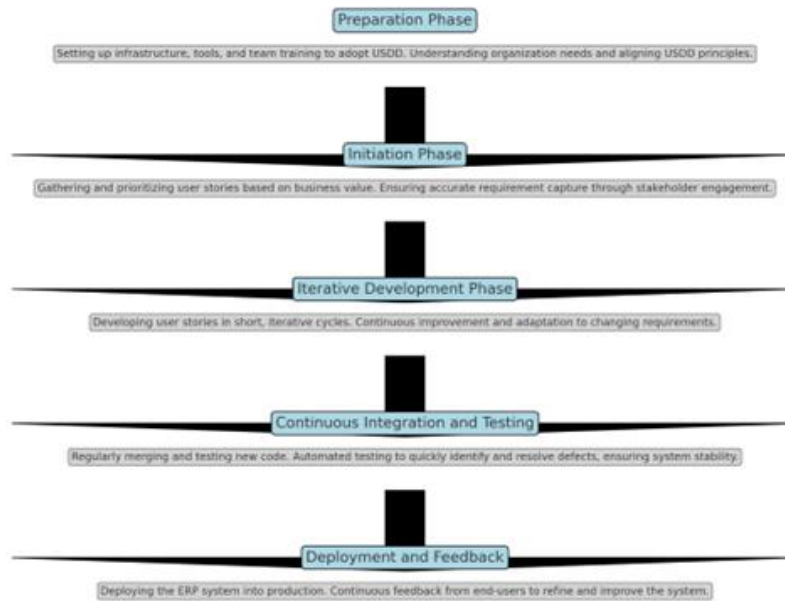 Preparation Phase
Setting up infrastructure, tools, and team training to adopt USDD. Understanding organization needs and aligning USDD principles.
Initiation Phase
Gathering and prioritizing user stories based on business value. Ensuring accurate requirement capture through stakeholder engagement.
Iterative Development Phase
Developing user stories in short, iterative cycles. Continuous improvement and adaptation to changing requirements.
Continuous Integration and Testing
Regularly merging and testing new code. Automated testing to quickly identify and resolve defects, ensuring system stability.
Deployment and Feedback
Deploying the ERP system into production. Continuous feedback from end-users to refine and improve the system.